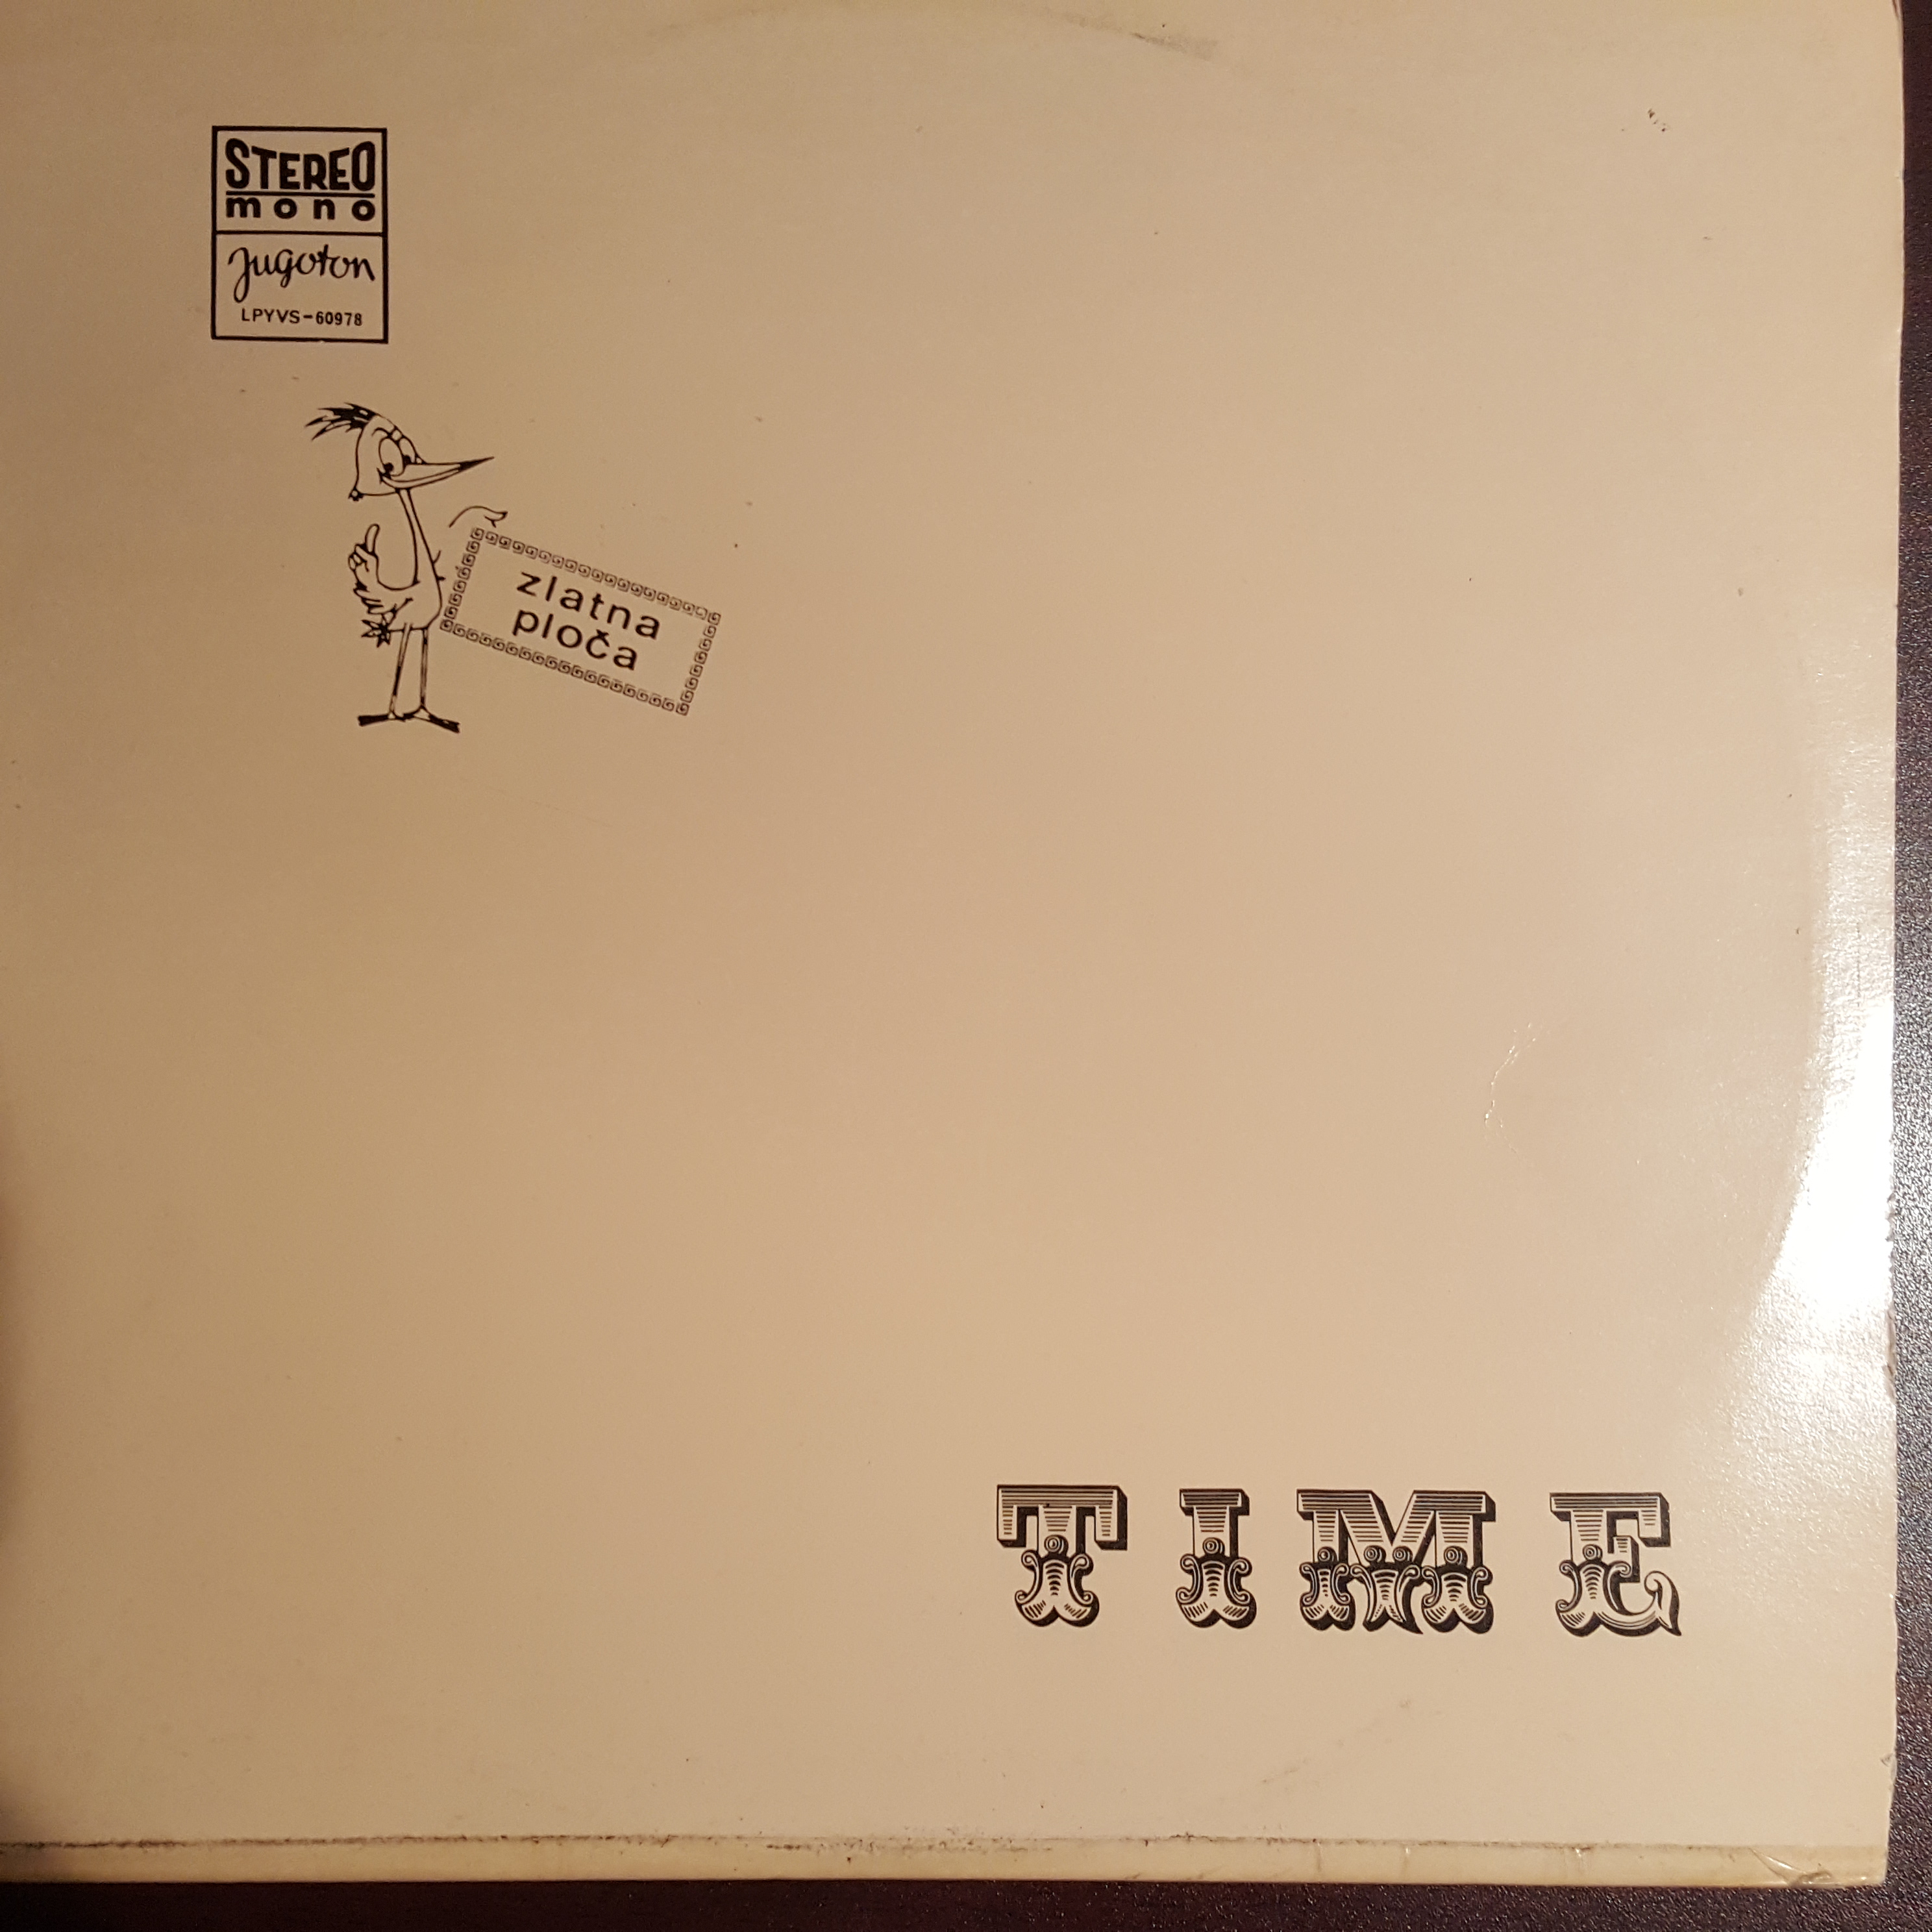 STEREO
mono
Jugoton
LPYVS-60978
zlatna
ploča
TIME